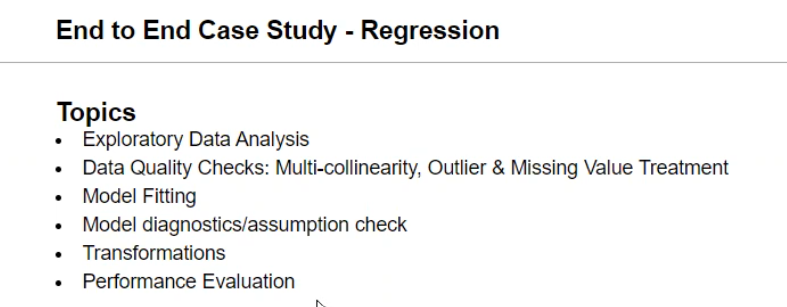 End to End Case Study - Regression
Topics
• Exploratory Data Analysis
• Data Quality Checks: Multi-collinearity, Outlier & Missing Value Treatment
• Model Fitting
• Model diagnostics/assumption check
• Transformations
• Performance Evaluation